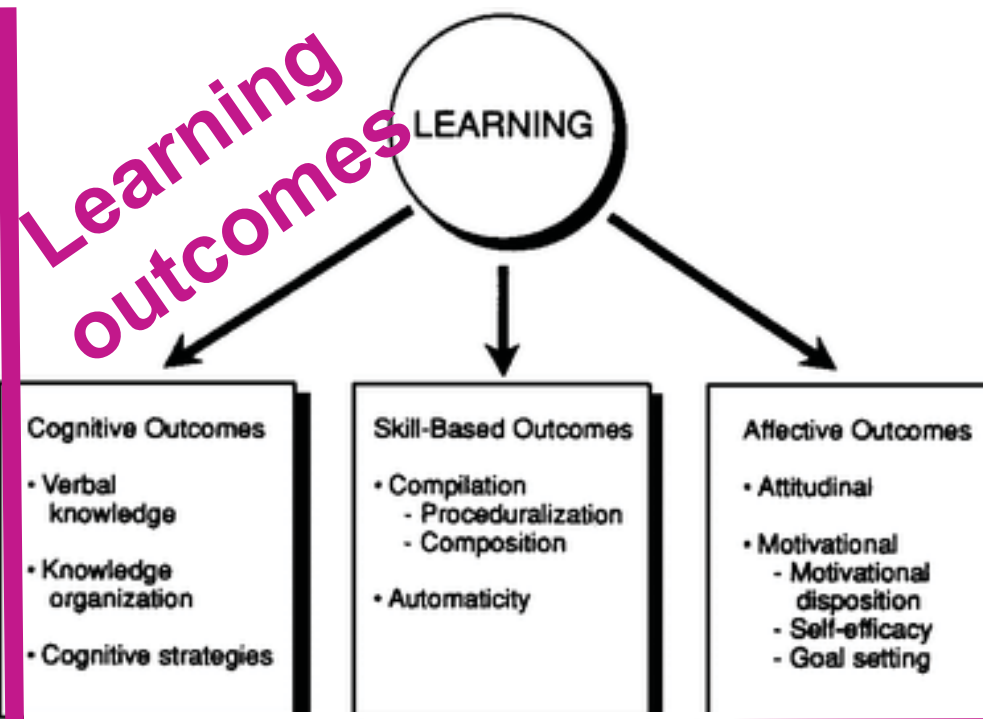 Learning
outcomes
LEARNING
Cognitive Outcomes
• Verbal
knowledge
• Knowledge
organization
• Cognitive strategies
Skill-Based Outcomes
• Compilation
- Proceduralization
- Composition
• Automaticity
Affective Outcomes
• Attitudinal
• Motivational
- Motivational
disposition
- Self-efficacy
- Goal setting